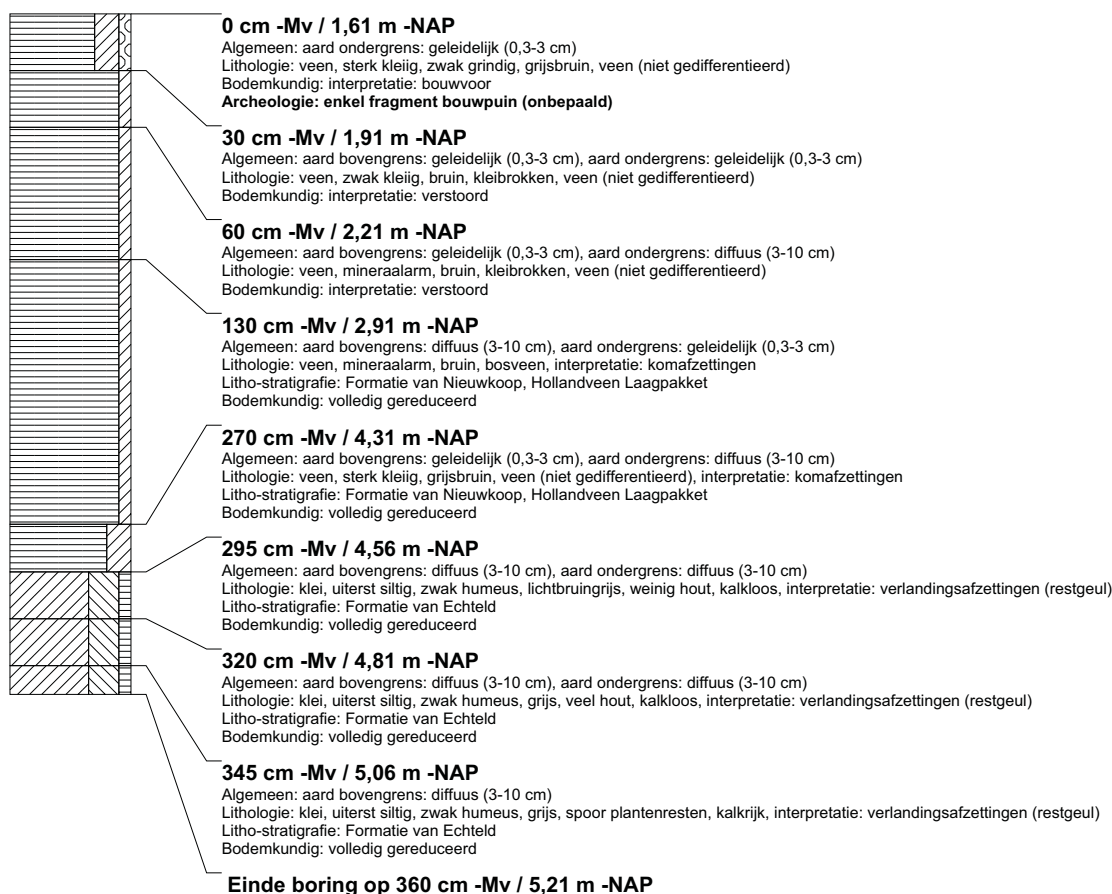 0 cm -Mv / 1,61 m -NAP
Algemeen: aard ondergrens: geleidelijk (0,3-3 cm)
Lithologie: veen, sterk kleiig, zwak grindig, grijsbruin, veen (niet gedifferentieerd)
Bodemkundig: interpretatie: bouwvoor
Archeologie: enkel fragment bouwpuin (onbepaald)
30 cm -Mv / 1,91 m -NAP
Algemeen: aard bovengrens: geleidelijk (0,3-3 cm), aard ondergrens: geleidelijk (0,3-3 cm)
Lithologie: veen, zwak kleiig, bruin, kleibrokken, veen (niet gedifferentieerd)
Bodemkundig: interpretatie: verstoord
60 cm -Mv / 2,21 m -NAP
Algemeen: aard bovengrens: geleidelijk (0,3-3 cm), aard ondergrens: diffuus (3-10 cm)
Lithologie: veen, mineraalarm, bruin, kleibrokken, veen (niet gedifferentieerd)
Bodemkundig: interpretatie: verstoord
130 cm -Mv / 2,91 m -NAP
Algemeen: aard bovengrens: diffuus (3-10 cm), aard ondergrens: geleidelijk (0,3-3 cm)
Lithologie: veen, mineraalarm, bruin, bosveen, interpretatie: komafzettingen
Litho-stratigrafie: Formatie van Nieuwkoop, Hollandveen Laagpakket
Bodemkundig: volledig gereduceerd
270 cm -Mv / 4,31 m -NAP
Algemeen: aard bovengrens: geleidelijk (0,3-3 cm), aard ondergrens: diffuus (3-10 cm)
Lithologie: veen, sterk kleiig, grijsbruin, veen (niet gedifferentieerd), interpretatie: komafzettingen
Litho-stratigrafie: Formatie van Nieuwkoop, Hollandveen Laagpakket
Bodemkundig: volledig gereduceerd
295 cm -Mv / 4,56 m -NAP
Algemeen: aard bovengrens: diffuus (3-10 cm), aard ondergrens: diffuus (3-10 cm)
Lithologie: klei, uiterst siltig, zwak humeus, lichtbruingrijs, weinig hout, kalkloos, interpretatie: verlandingsafzettingen (restgeul)
Litho-stratigrafie: Formatie van Echteld
Bodemkundig: volledig gereduceerd
320 cm -Mv / 4,81 m -NAP
Algemeen: aard bovengrens: diffuus (3-10 cm), aard ondergrens: diffuus (3-10 cm)
Lithologie: klei, uiterst siltig, zwak humeus, grijs, veel hout, kalkloos, interpretatie: verlandingsafzettingen (restgeul)
Litho-stratigrafie: Formatie van Echteld
Bodemkundig: volledig gereduceerd
345 cm -Mv / 5,06 m -NAP
Algemeen: aard bovengrens: diffuus (3-10 cm)
Lithologie: klei, uiterst siltig, zwak humeus, grijs, spoor plantenresten, kalkrijk, interpretatie: verlandingsafzettingen (restgeul)
Litho-stratigrafie: Formatie van Echteld
Bodemkundig: volledig gereduceerd
Einde boring op 360 cm -Mv / 5,21 m -NAP